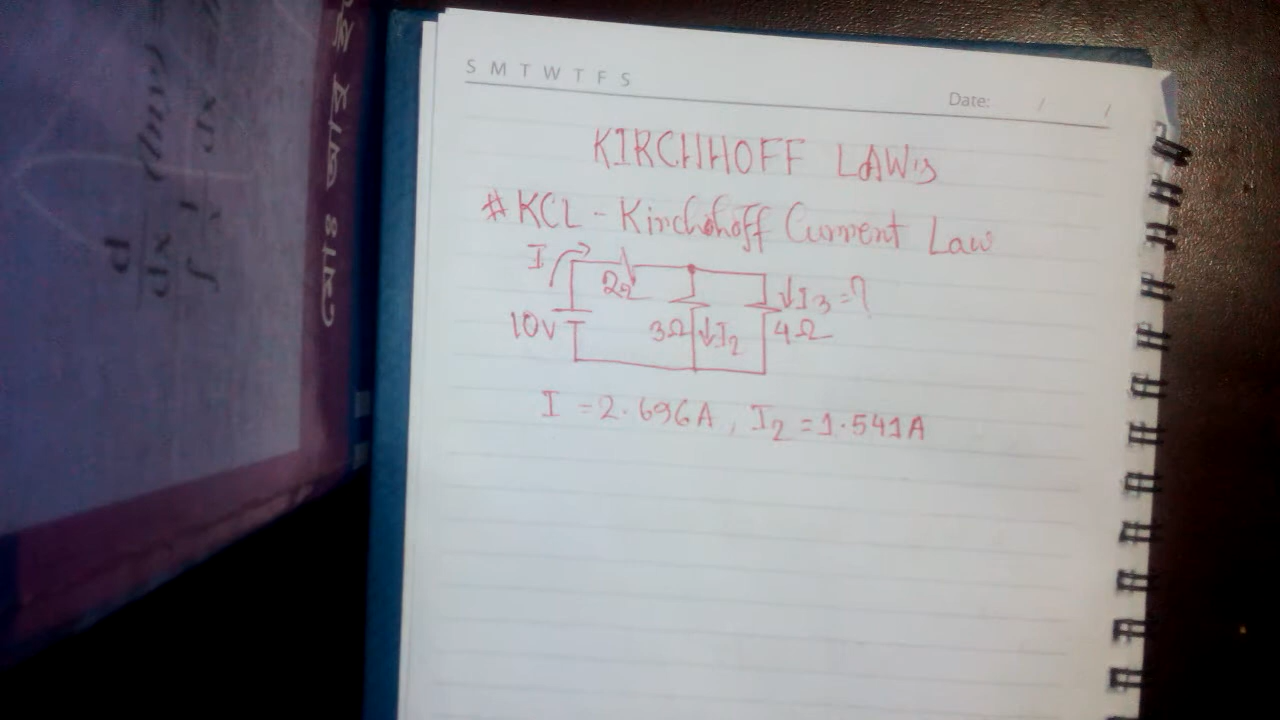 S M T W T F S
Date: / /
KIRCHHOFF LAW's
# KCL - Kirchohoff Current Law
I
2Ω
I3 = ?
10V
3Ω
I2
4Ω
I = 2.696A, I2 = 1.541A